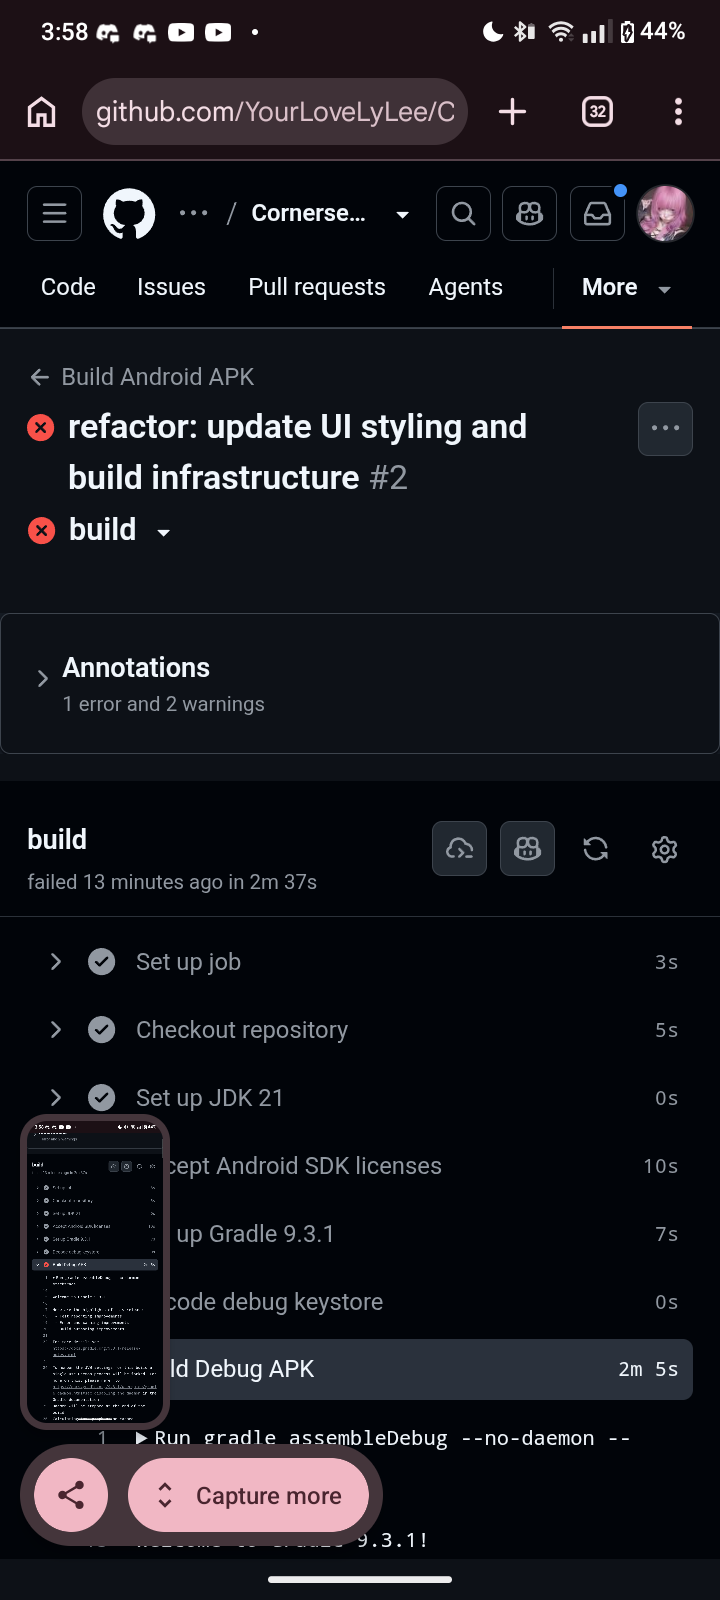 3:58
44%
github.com/YourLoveLyLee/C
32
/ Cornerse...
Code Issues Pull requests Agents More
Build Android APK
refactor: update UI styling and
build infrastructure #2
build
Annotations
1 error and 2 warnings
build
failed 13 minutes ago in 2m 37s
Set up job 3s
Checkout repository 5s
Set up JDK 21 0s
cept Android SDK licenses 10s
up Gradle 9.3.1 7s
code debug keystore 0s
ld Debug APK 2m 5s
1 Run gradle assembleDebug --no-daemon --
9.3.1!
Capture more